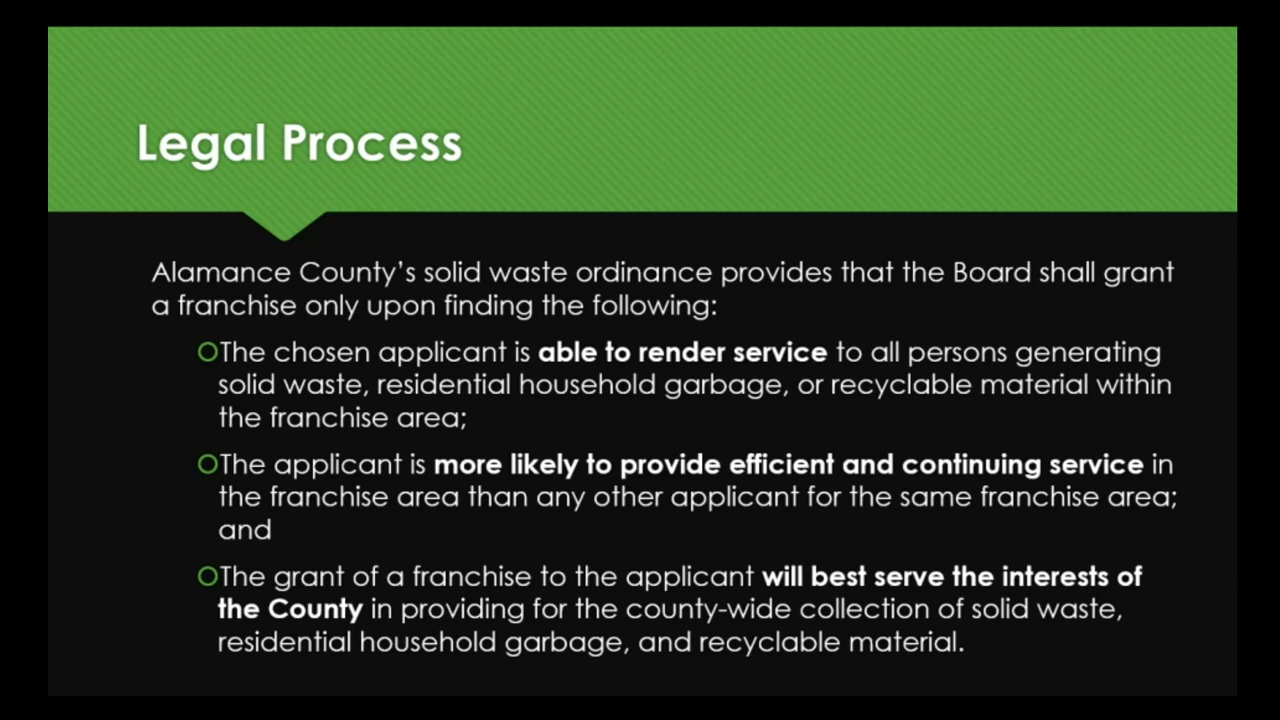 Legal Process
Alamance County’s solid waste ordinance provides that the Board shall grant
a franchise only upon finding the following:
The chosen applicant is able to render service to all persons generating
solid waste, residential household garbage, or recyclable material within
the franchise area;
The applicant is more likely to provide efficient and continuing service in
the franchise area than any other applicant for the same franchise area;
and
The grant of a franchise to the applicant will best serve the interests of
the County in providing for the county-wide collection of solid waste,
residential household garbage, and recyclable material.